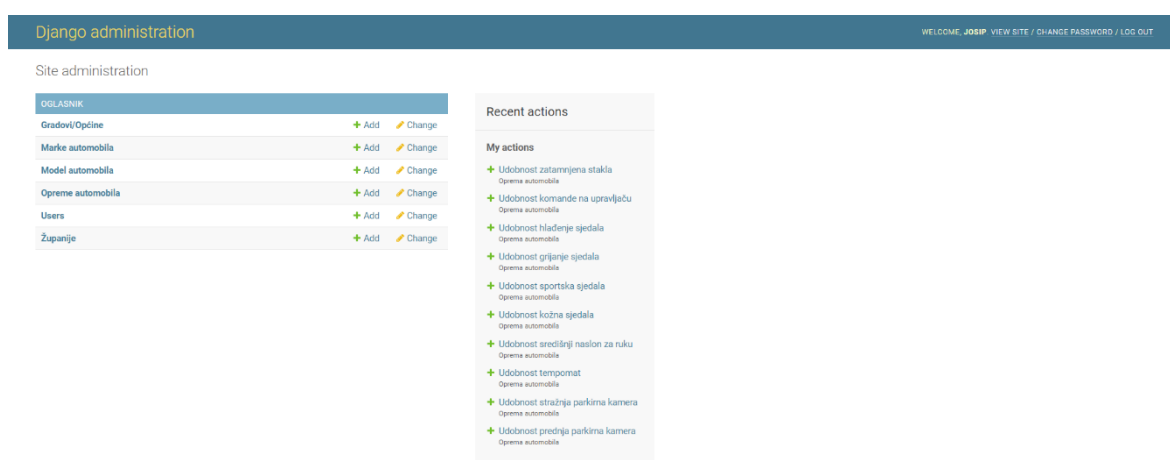 Django administration
WELCOME, JOSIP VIEW SITE / CHANGE PASSWORD / LOG OUT
Site administration
OGLASNIK
Gradovi/Općine Add Change
Marke automobila Add Change
Model automobila Add Change
Opreme automobila Add Change
Users Add Change
Županije Add Change
Recent actions
My actions
Udobnost zatamnjena stakla
Oprema automobila
Udobnost komande na upravljaču
Oprema automobila
Udobnost hlađenje sjedala
Oprema automobila
Udobnost grijanje sjedala
Oprema automobila
Udobnost sportska sjedala
Oprema automobila
Udobnost kožna sjedala
Oprema automobila
Udobnost središnji naslon za ruku
Oprema automobila
Udobnost tempomat
Oprema automobila
Udobnost stražnja parkirna kamera
Oprema automobila
Udobnost prednja parkirna kamera
Oprema automobila